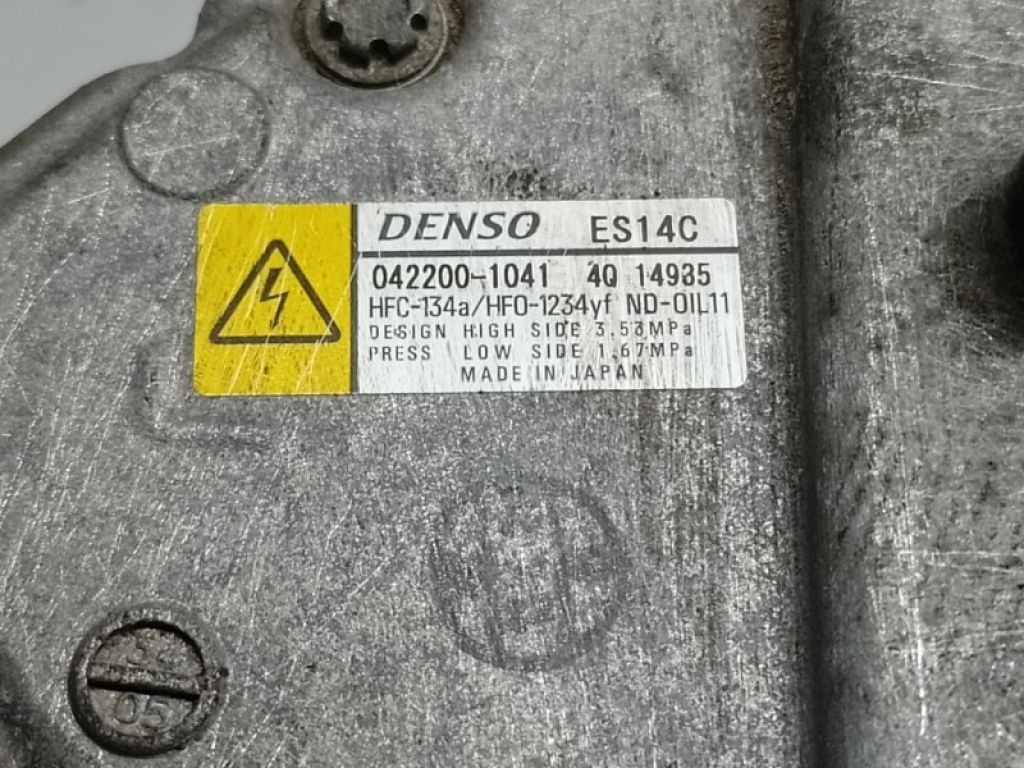 DENSO ES14C
042200-1041 4Q 14935
HFC-134a/HFO-1234yf ND-OIL11
DESIGN HIGH SIDE 3.53MPa
PRESS LOW SIDE 1.67MPa
MADE IN JAPAN
05